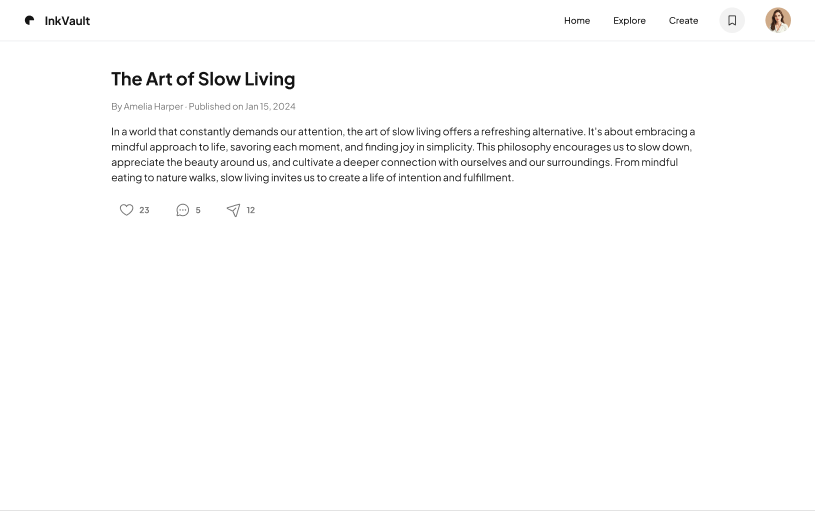 InkVault
Home
Explore
Create
The Art of Slow Living
By Amelia Harper · Published on Jan 15, 2024
In a world that constantly demands our attention, the art of slow living offers a refreshing alternative. It's about embracing a
mindful approach to life, savoring each moment, and finding joy in simplicity. This philosophy encourages us to slow down,
appreciate the beauty around us, and cultivate a deeper connection with ourselves and our surroundings. From mindful
eating to nature walks, slow living invites us to create a life of intention and fulfillment.
23
5
12